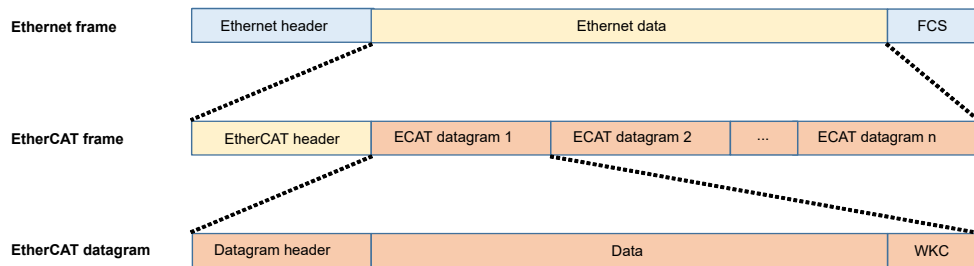 Ethernet frame Ethernet header Ethernet data FCS
EtherCAT frame EtherCAT header ECAT datagram 1 ECAT datagram 2 ... ECAT datagram n
EtherCAT datagram Datagram header Data WKC